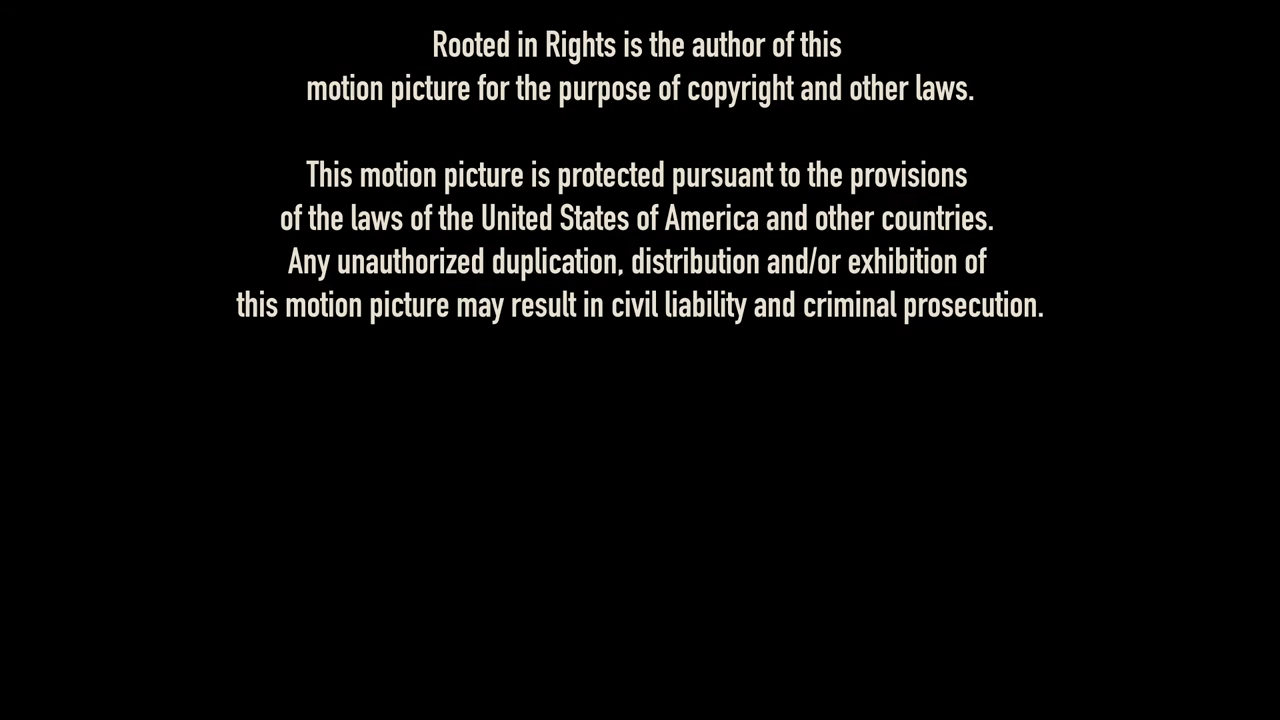 Rooted in Rights is the author of this
motion picture for the purpose of copyright and other laws.
This motion picture is protected pursuant to the provisions
of the laws of the United States of America and other countries.
Any unauthorized duplication, distribution and/or exhibition of
this motion picture may result in civil liability and criminal prosecution.